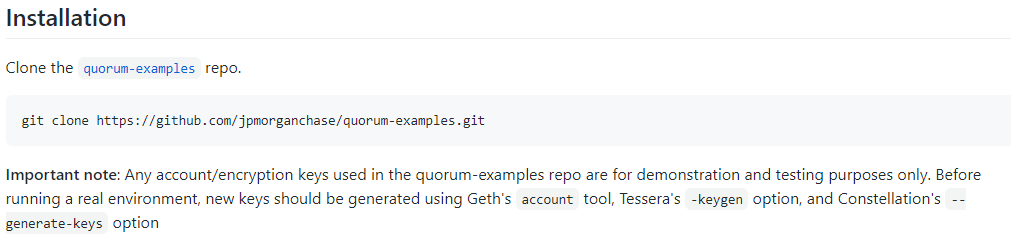 Installation
Clone the quorum-examples repo.
git clone https://github.com/jpmorganchase/quorum-examples.git
Important note: Any account/encryption keys used in the quorum-examples repo are for demonstration and testing purposes only. Before
running a real environment, new keys should be generated using Geth's account tool, Tessera's -keygen option, and Constellation's --
generate-keys option